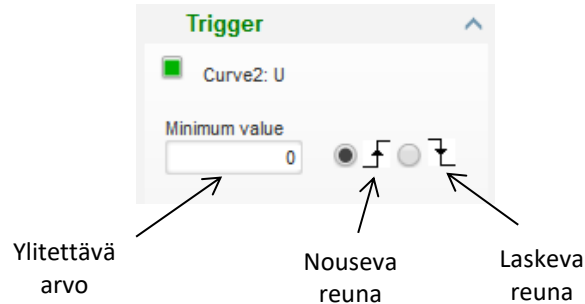 Trigger
Curve2: U
Minimum value
0
Ylitettävä
arvo
Nouseva
reuna
Laskeva
reuna